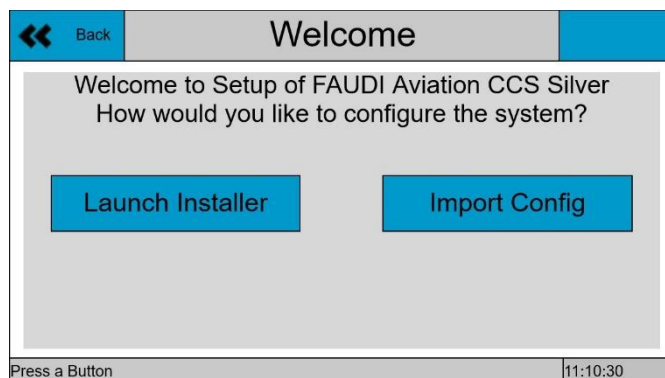 Back
Welcome
Welcome to Setup of FAUDI Aviation CCS Silver
How would you like to configure the system?
Launch Installer
Import Config
Press a Button
11:10:30